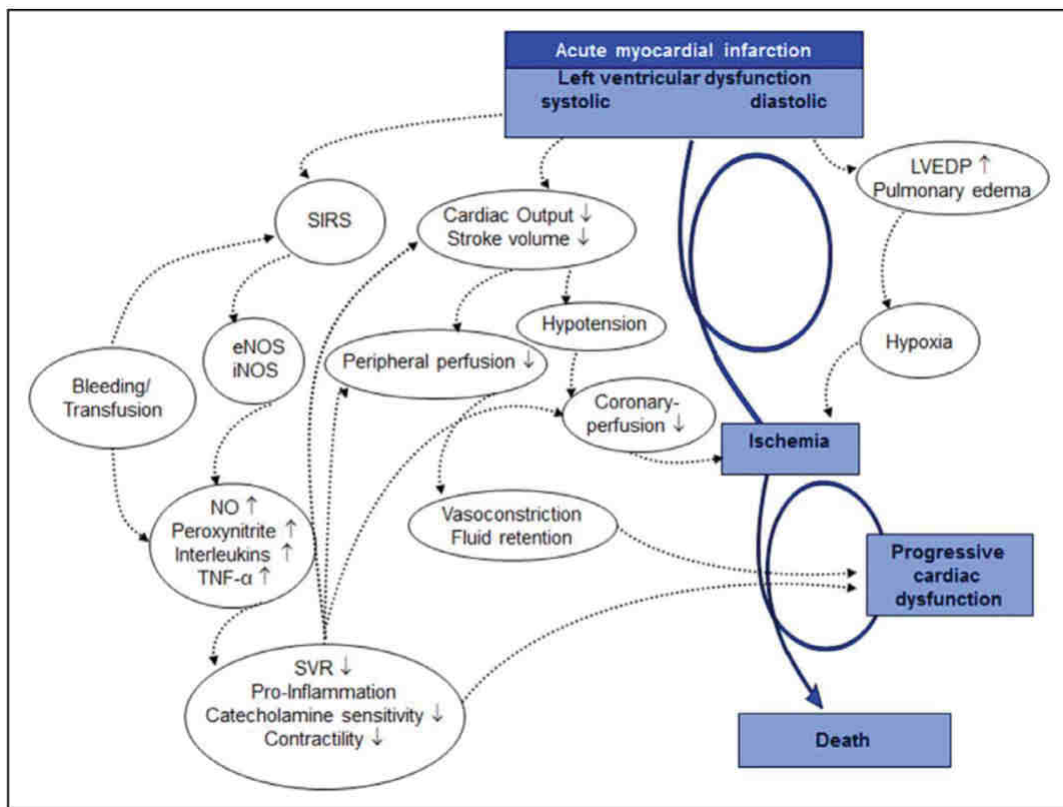 Acute myocardial infarction
Left ventricular dysfunction
systolic diastolic
LVEDP ↑
Pulmonary edema
SIRS
Cardiac Output ↓
Stroke volume ↓
Hypotension
eNOS
iNOS
Peripheral perfusion ↓
Hypoxia
Bleeding/
Transfusion
Coronary-
perfusion ↓
Ischemia
NO ↑
Peroxynitrite ↑
Interleukins ↑
TNF-α ↑
Vasoconstriction
Fluid retention
Progressive
cardiac
dysfunction
SVR ↓
Pro-Inflammation
Catecholamine sensitivity ↓
Contractility ↓
Death